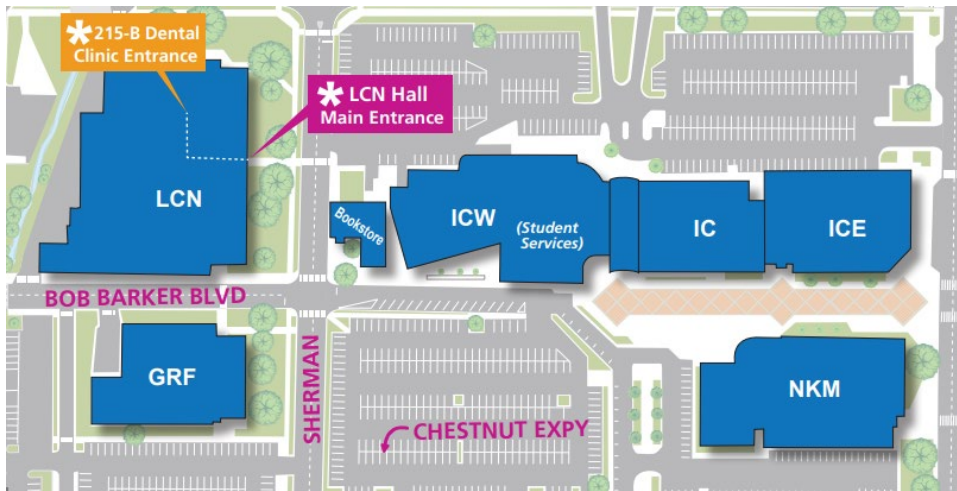 *215-B Dental
Clinic Entrance
* LCN Hall
Main Entrance
LCN
Bookstore
ICW
(Student
Services)
IC
ICE
BOB BARKER BLVD
GRF
SHERMAN
CHESTNUT EXPY
NKM